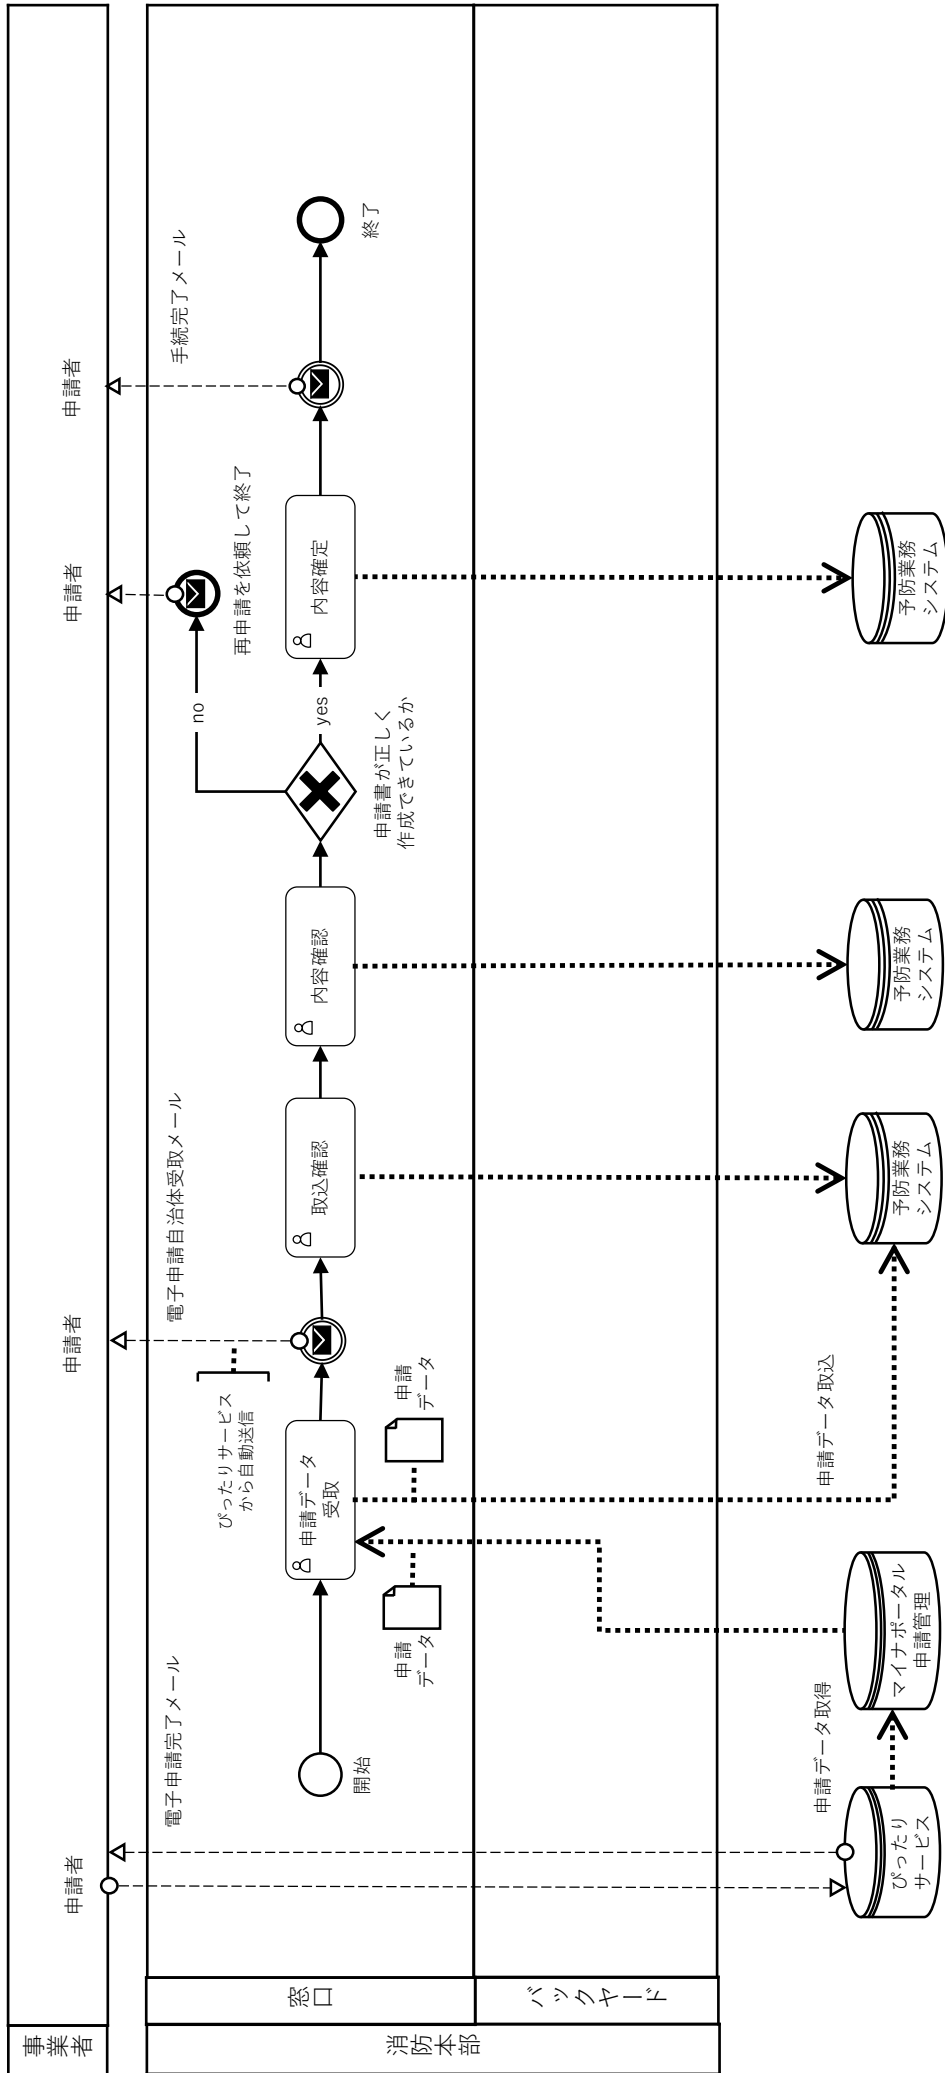 事業者
消防本部
窓口
バックヤード
申請者
電子申請完了メール
開始
ぴったり
サービス
申請データ取得
マイナポータル
申請管理
申請
データ
申請データ
受取
申請
データ
申請データ取込
ぴったりサービス
から自動送信
申請者
電子申請自治体受取メール
取込確認
予防業務
システム
内容確認
予防業務
システム
申請書が正しく
作成できているか
no
yes
申請者
再申請を依頼して終了
内容確定
予防業務
システム
申請者
手続完了メール
終了